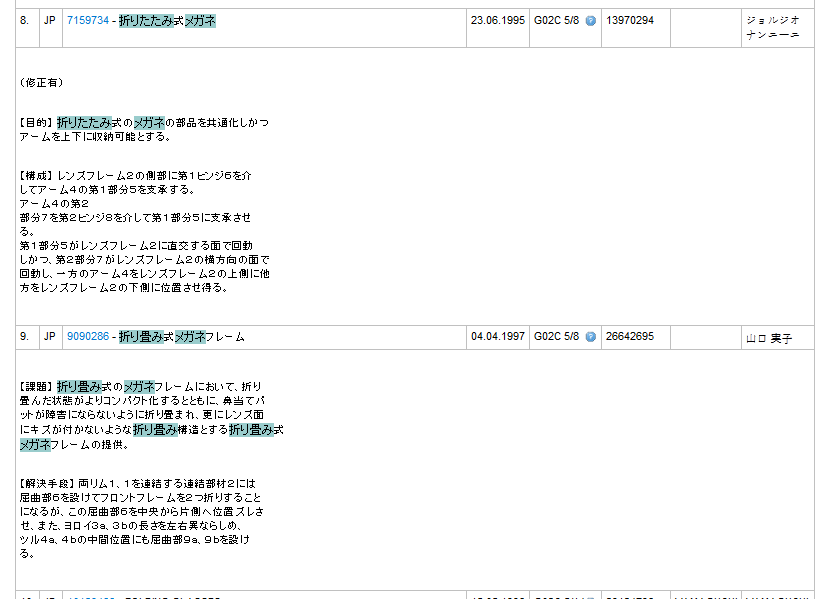 8. JP 7159734 - 折りたたみ式メガネ 23.06.1995 G02C 5/8 ? 13970294 ジョルジオ
ナンニーニ
（修正有）
【目的】 折りたたみ式のメガネの部品を共通化しかつ
アームを上下に収納可能とする。
【構成】 レンズフレーム２の側部に第１ヒンジ６を介
してアーム４の第１部分５を支承する。
アーム４の第２
部分７を第２ヒンジ８を介して第１部分５に支承させ
る。
第１部分５がレンズフレーム２に直交する面で回動
しかつ、第２部分７がレンズフレーム２の横方向の面で
回動し、一方のアーム４をレンズフレーム２の上側に他
方をレンズフレーム２の下側に位置させ得る。
9. JP 9090286 - 折り畳み式メガネフレーム 04.04.1997 G02C 5/8 ? 26642695 山口 実子
【課題】 折り畳み式のメガネフレームにおいて、折り
畳んだ状態がよりコンパクト化するとともに、鼻当てパ
ットが障害にならないように折り畳まれ、更にレンズ面
にキズが付かないような折り畳み構造とする折り畳み式
メガネフレームの提供。
【解決手段】 両リム１、１を連結する連結部材２には
屈曲部６を設けてフロントフレームを２つ折りすること
になるが、この屈曲部６を中央から片側へ位置ズレさ
せ、また、ヨロイ３ａ、３ｂの長さを左右異ならしめ、
ツル４ａ、４ｂの中間位置にも屈曲部９ａ、９ｂを設け
る。